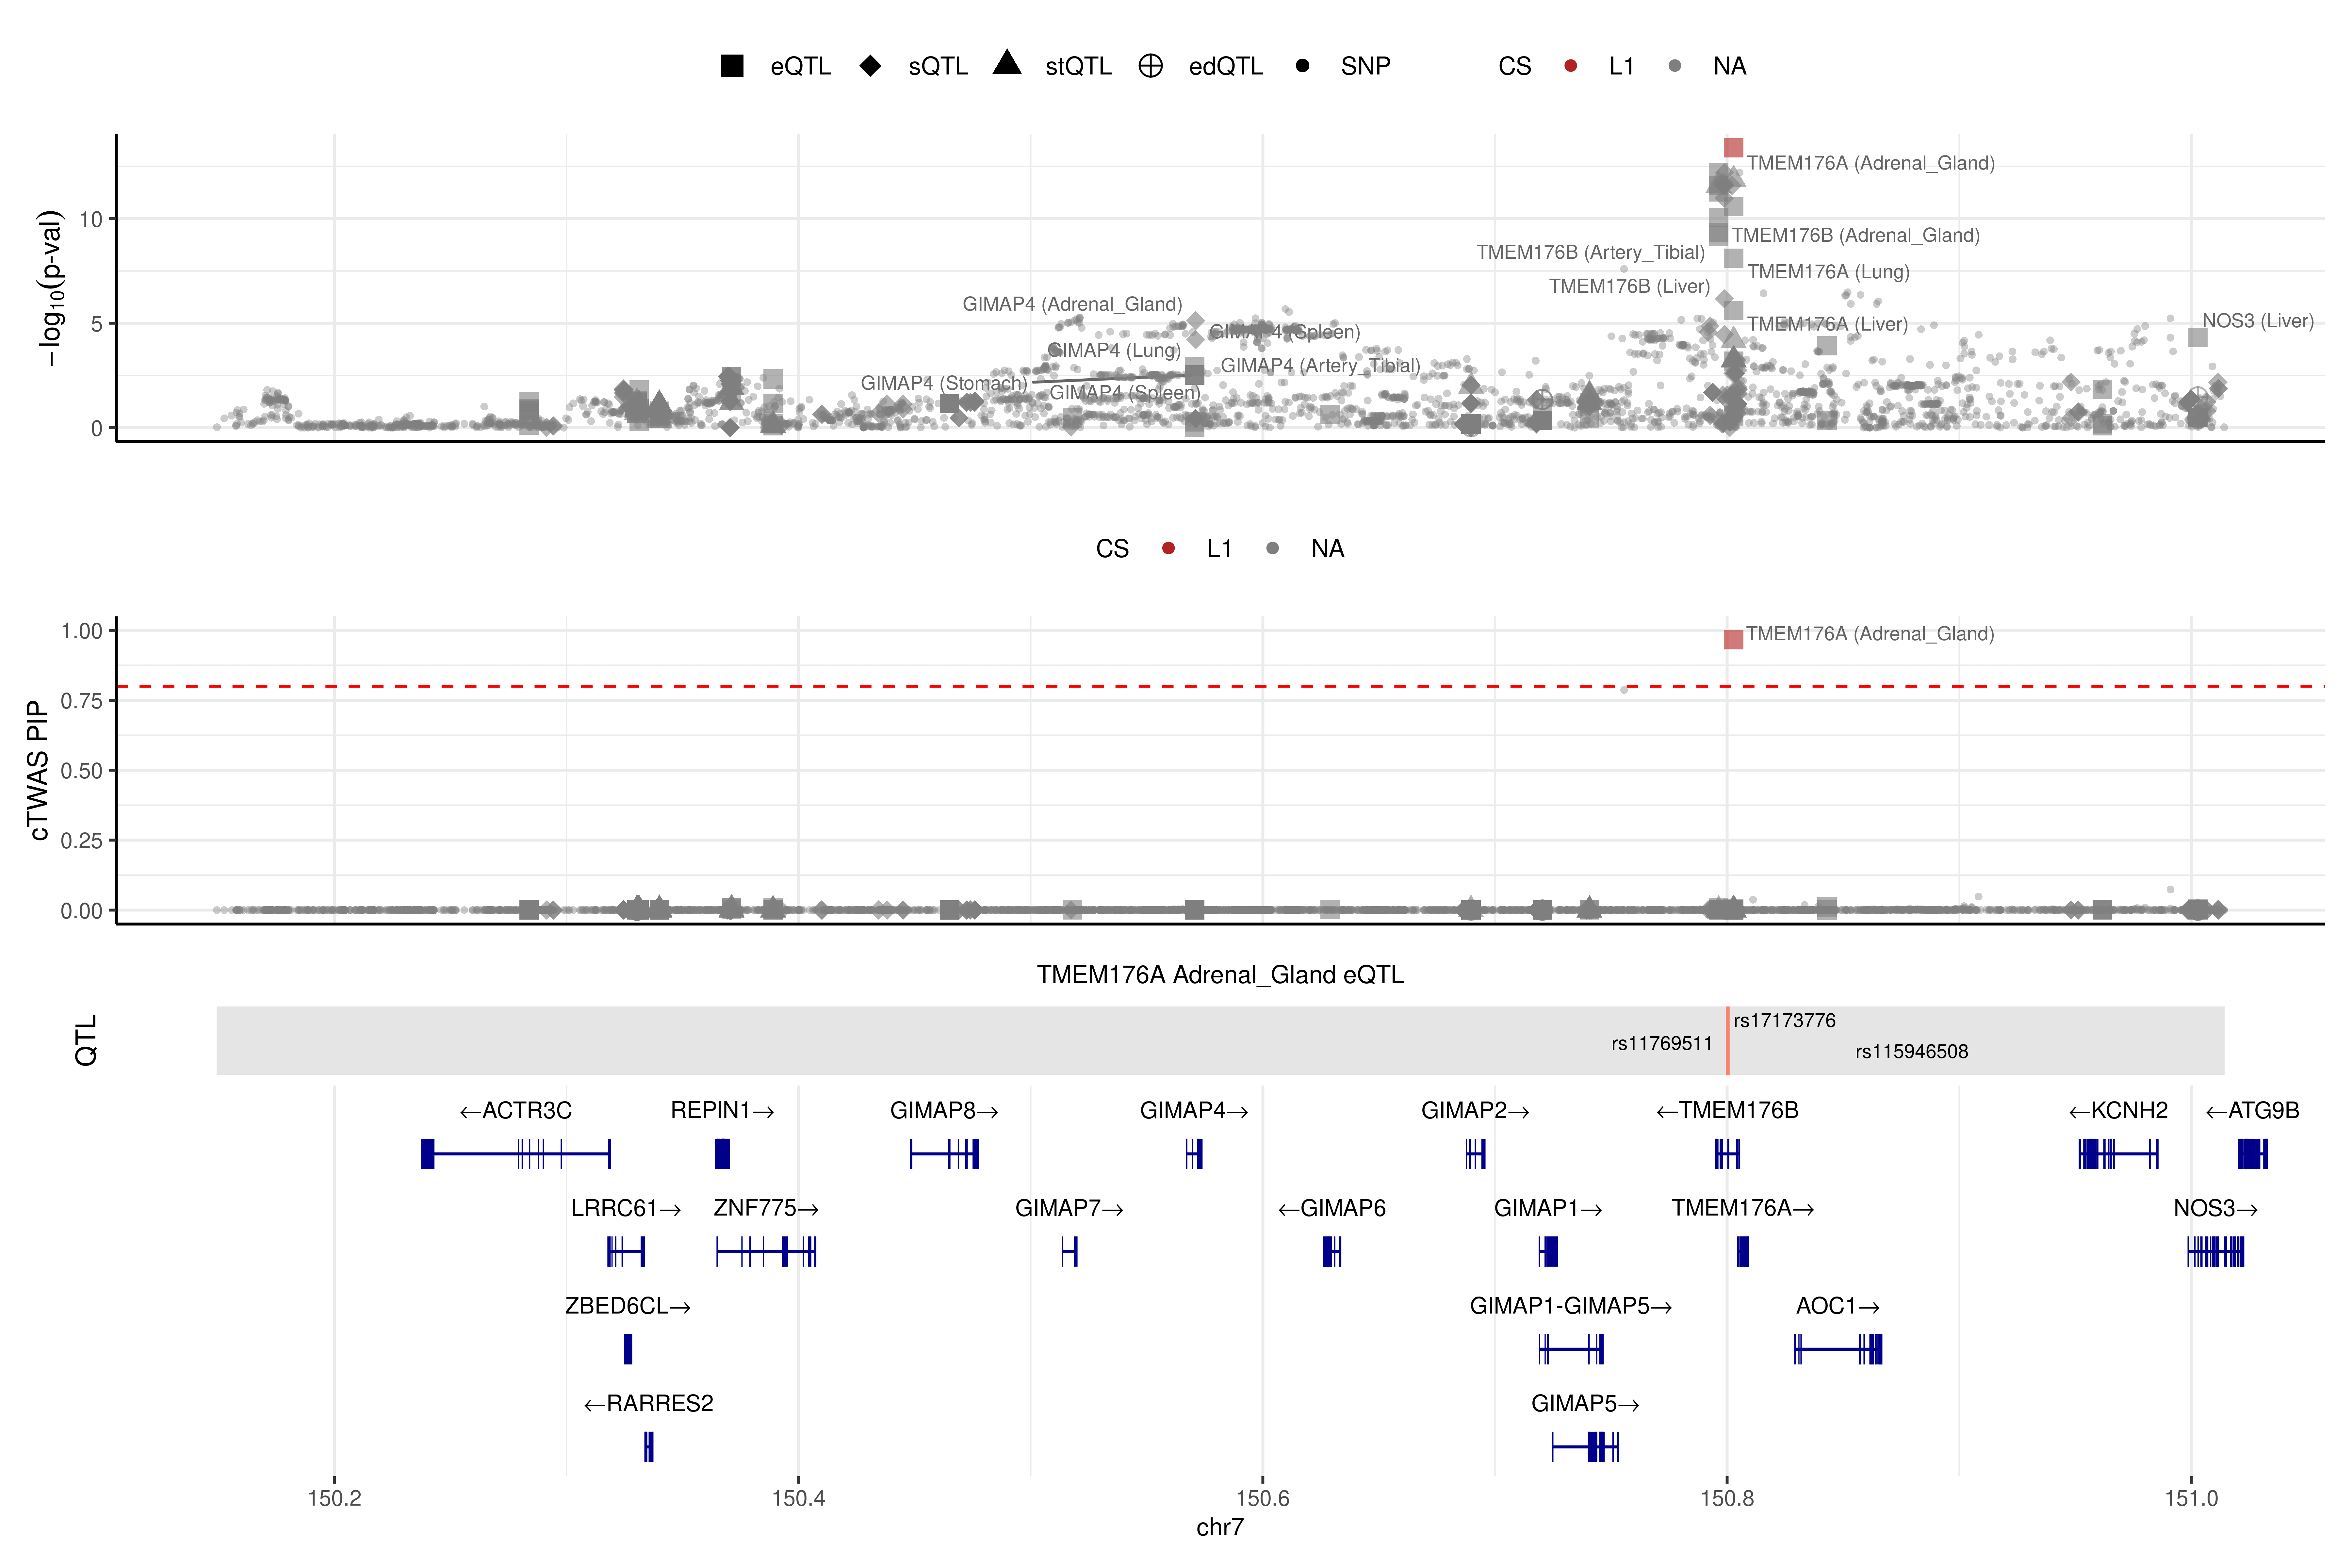 eQTL sQTL stQTL edQTL SNP CS L1 NA
−log10(p-val)
10
5
0
TMEM176A (Adrenal_Gland)
TMEM176B (Adrenal_Gland)
TMEM176B (Artery_Tibial)
TMEM176A (Lung)
TMEM176B (Liver)
GIMAP4 (Adrenal_Gland)
NOS3 (Liver)
TMEM176A (Liver)
GIMAP4 (Spleen)
GIMAP4 (Lung)
GIMAP4 (Artery_Tibial)
GIMAP4 (Stomach)
GIMAP4 (Spleen)
CS L1 NA
cTWAS PIP
1.00
0.75
0.50
0.25
0.00
TMEM176A (Adrenal_Gland)
TMEM176A Adrenal_Gland eQTL
QTL
rs17173776
rs11769511
rs115946508
←ACTR3C REPIN1→ GIMAP8→ GIMAP4→ GIMAP2→ ←TMEM176B ←KCNH2 ←ATG9B
LRRC61→ ZNF775→ GIMAP7→ ←GIMAP6 GIMAP1→ TMEM176A→ NOS3→
ZBED6CL→ GIMAP1-GIMAP5→ AOC1→
←RARRES2 GIMAP5→
150.2 150.4 150.6 150.8 151.0
chr7